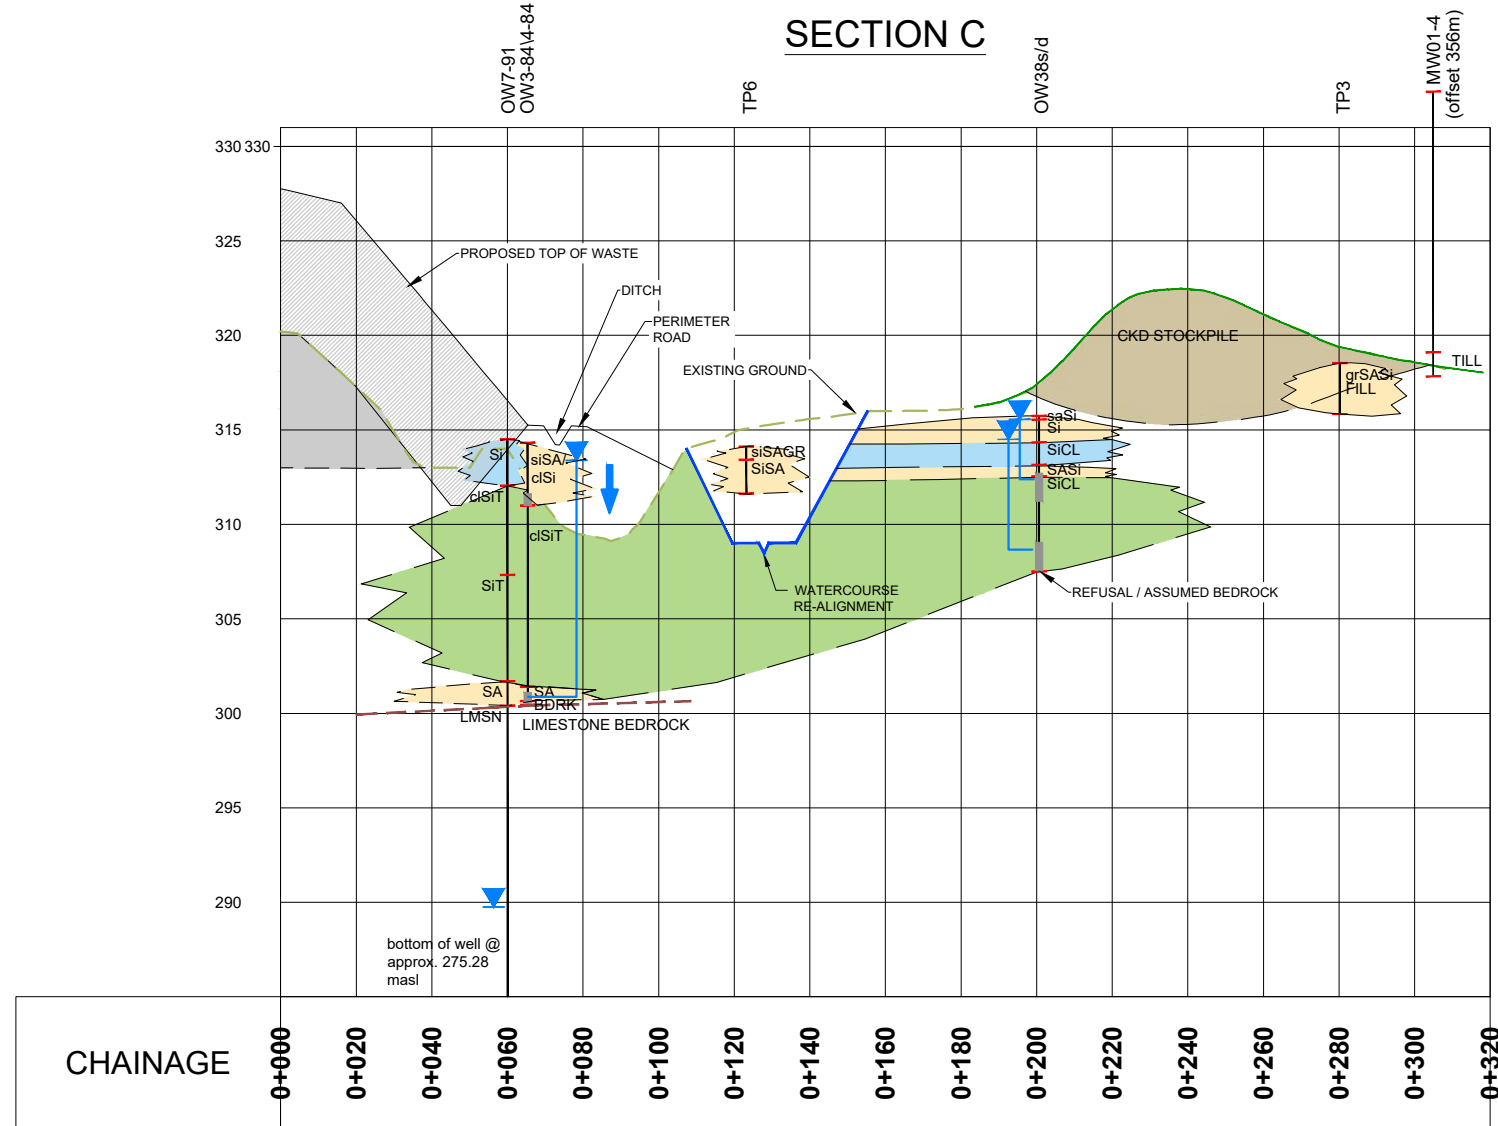 SECTION C
OW7-91
OW3-84\4-84
TP6
OW38s/d
TP3
MW01-4
(offset 356m)
330 330
325
320
315
310
305
300
295
290
PROPOSED TOP OF WASTE
DITCH
PERIMETER
ROAD
EXISTING GROUND
CKD STOCKPILE
TILL
grSASi
FILL
saSi
Si
SiCL
SASi
SiCL
siSAGR
SiSA
Si
siSA/
clSi
clSiT
clSiT
SiT
WATERCOURSE
RE-ALIGNMENT
REFUSAL / ASSUMED BEDROCK
SA
SA
BDRK
LMSN
LIMESTONE BEDROCK
bottom of well @
approx. 275.28
masl
CHAINAGE
0+000
0+020
0+040
0+060
0+080
0+100
0+120
0+140
0+160
0+180
0+200
0+220
0+240
0+260
0+280
0+300
0+320